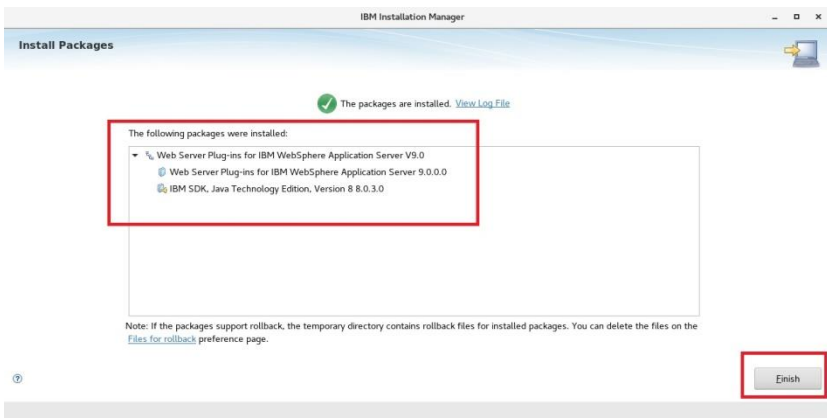 IBM Installation Manager
Install Packages
The packages are installed. View Log File
The following packages were installed:
Web Server Plug-ins for IBM WebSphere Application Server V9.0
Web Server Plug-ins for IBM WebSphere Application Server 9.0.0.0
IBM SDK, Java Technology Edition, Version 8 8.0.3.0
Note: If the packages support rollback, the temporary directory contains rollback files for installed packages. You can delete the files on the
Files for rollback preference page.
?
Finish